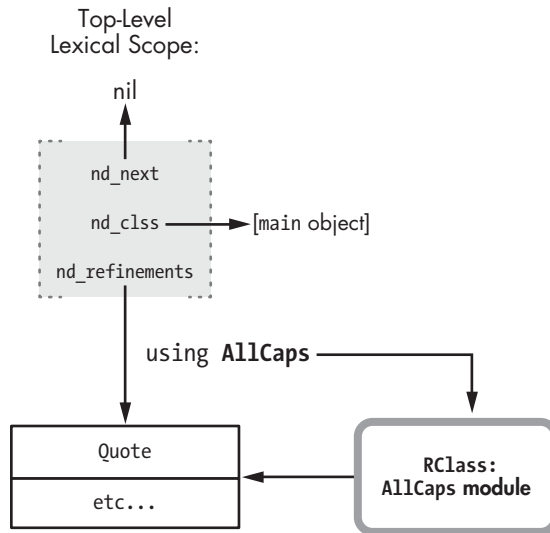 Top-Level
Lexical Scope:
nil
nd_next
nd_clss
[main object]
nd_refinements
using AllCaps
Quote
etc...
RClass:
AllCaps module